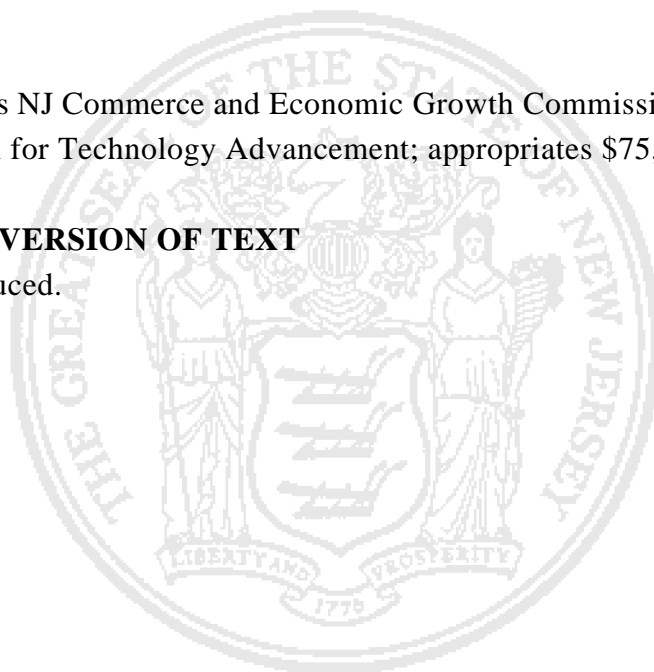 s NJ Commerce and Economic Growth Commissi
for Technology Advancement; appropriates $75,
VERSION OF TEXT
uced.
THE GREAT SEAL OF THE STATE OF NEW JERSEY
LIBERTY AND PROSPERITY
1776